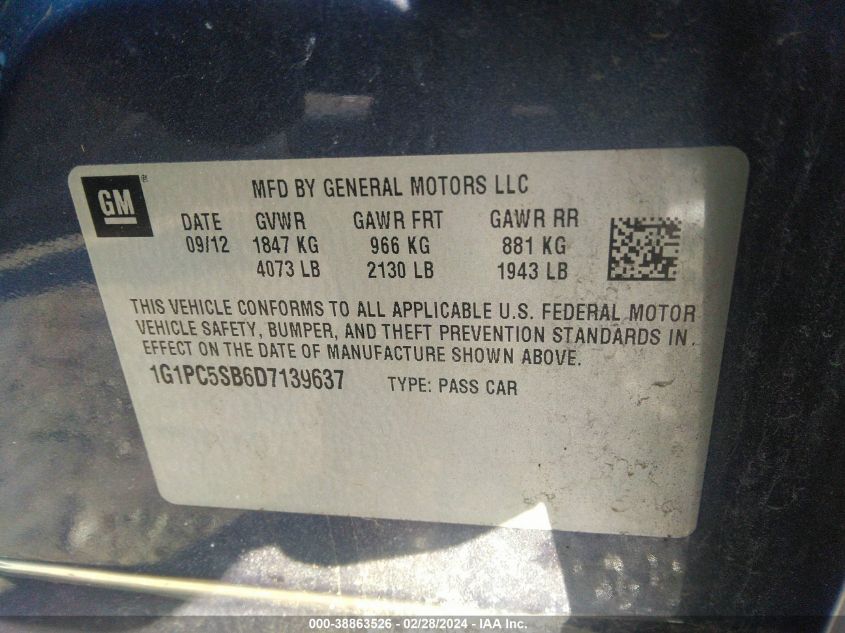 GM ®
MFD BY GENERAL MOTORS LLC
DATE GVWR GAWR FRT GAWR RR
09/12 1847 KG 966 KG 881 KG
4073 LB 2130 LB 1943 LB
THIS VEHICLE CONFORMS TO ALL APPLICABLE U.S. FEDERAL MOTOR
VEHICLE SAFETY, BUMPER, AND THEFT PREVENTION STANDARDS IN
EFFECT ON THE DATE OF MANUFACTURE SHOWN ABOVE.
1G1PC5SB6D7139637 TYPE: PASS CAR
000-38863526 - 02/28/2024 - IAA Inc.